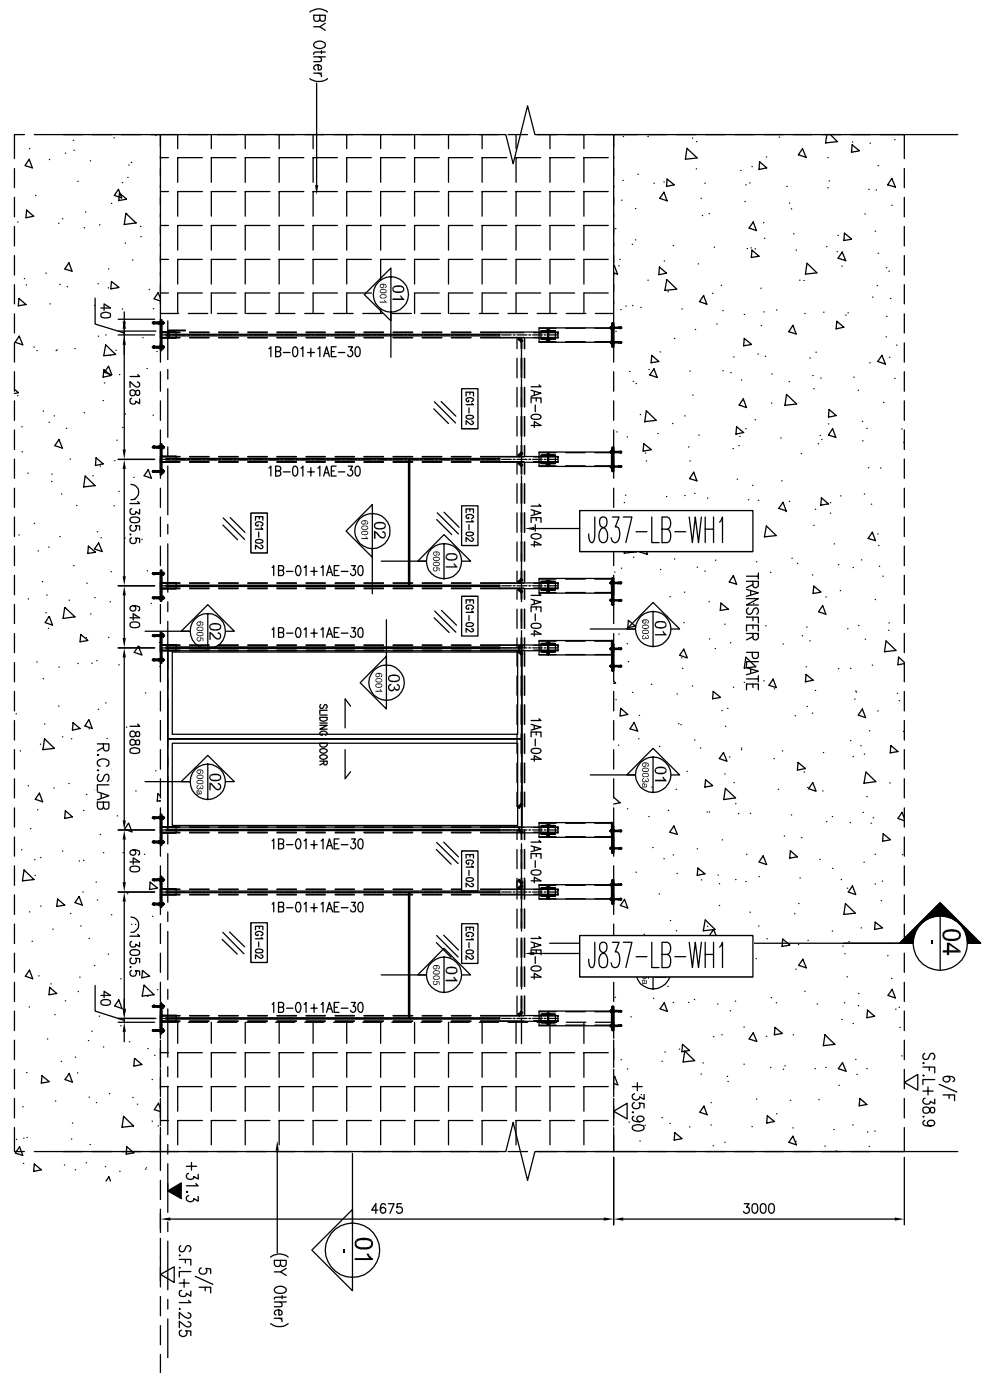 (BY Other)
01
6001
40
1B-01+1AE-30
1283
EG1-02
1AE-04
1B-01+1AE-30
1305.5
EG1-02
02
6001
EG1-02
01
6005
1AE-04
J837-LB-WH1
1B-01+1AE-30
TRANSFER PLATE
640
02
6005
EG1-02
1AE-04
01
6003
1B-01+1AE-30
03
6001
1880
SLIDING DOOR
1AE-04
R.C.SLAB
02
6003a
01
6003a
1B-01+1AE-30
640
EG1-02
1AE-04
1B-01+1AE-30
1305.5
EG1-02
EG1-02
01
6005
1AE-04
J837-LB-WH1
04
-
40
1B-01+1AE-30
6/F
S.F.L+38.9
+35.90
+31.3
4675
3000
01
-
5/F
S.F.L+31.225
(BY Other)